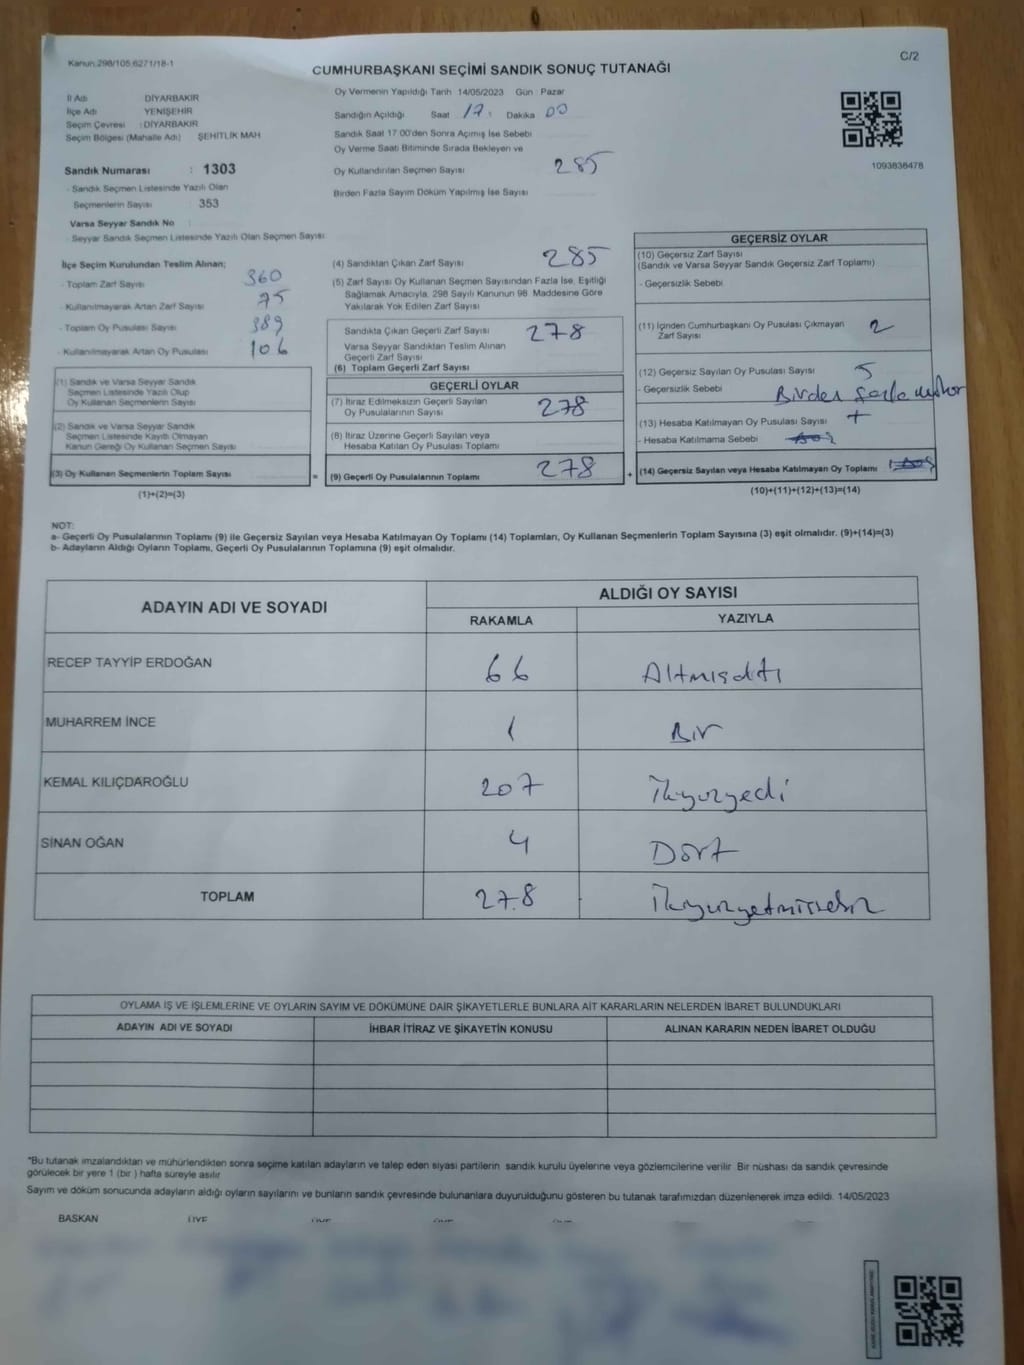 Kanun:298/105,6271/18-1
C/2
CUMHURBAŞKANI SEÇİMİ SANDIK SONUÇ TUTANAĞI
İl Adı DİYARBAKIR
İlçe Adı YENİŞEHİR
Seçim Çevresi : DİYARBAKIR
Seçim Bölgesi (Mahalle Adı) ŞEHİTLİK MAH
Sandık Numarası : 1303
- Sandık Seçmen Listesinde Yazılı Olan
Seçmenlerin Sayısı : 353
Varsa Seyyar Sandık No :
- Seyyar Sandık Seçmen Listesinde Yazılı Olan Seçmen Sayısı:
Oy Vermenin Yapıldığı Tarih 14/05/2023 Gün : Pazar
Sandığın Açıldığı Saat 17: Dakika 00
Sandık Saat 17:00'den Sonra Açımış İse Sebebi
Oy Verme Saati Bitiminde Sırada Bekleyen ve
Oy Kullandırılan Seçmen Sayısı 285
Birden Fazla Sayım Döküm Yapılmış İse Sayısı
1093838478
İlçe Seçim Kurulundan Teslim Alınan;
- Toplam Zarf Sayısı 360
- Kullanılmayarak Artan Zarf Sayısı 75
- Toplam Oy Pusulası Sayısı 389
- Kullanılmayarak Artan Oy Pusulası 106
(1) Sandık ve Varsa Seyyar Sandık
Seçmen Listesinde Yazılı Olup
Oy Kullanan Seçmenlerin Sayısı
(2) Sandık ve Varsa Seyyar Sandık
Seçmen Listesinde Kayıtlı Olmayan
Kanun Gereği Oy Kullanan Seçmen Sayısı
(3) Oy Kullanan Seçmenlerin Toplam Sayısı =
(1)+(2)=(3)
(4) Sandıktan Çıkan Zarf Sayısı 285
(5) Zarf Sayısı Oy Kullanan Seçmen Sayısından Fazla İse, Eşitliği
Sağlamak Amacıyla, 298 Sayılı Kanunun 98. Maddesine Göre
Yakılarak Yok Edilen Zarf Sayısı
Sandıkta Çıkan Geçerli Zarf Sayısı 278
Varsa Seyyar Sandıktan Teslim Alınan
Geçerli Zarf Sayısı
(6) Toplam Geçerli Zarf Sayısı
GEÇERLİ OYLAR
(7) İtiraz Edilmeksizin Geçerli Sayılan
Oy Pusulalarının Sayısı 278
(8) İtiraz Üzerine Geçerli Sayılan veya
Hesaba Katılan Oy Pusulası Toplamı
(9) Geçerli Oy Pusulalarının Toplamı 278 +
GEÇERSİZ OYLAR
(10) Geçersiz Zarf Sayısı
(Sandık ve Varsa Seyyar Sandık Geçersiz Zarf Toplamı)
- Geçersizlik Sebebi
(11) İçinden Cumhurbaşkanı Oy Pusulası Çıkmayan
Zarf Sayısı 2
(12) Geçersiz Sayılan Oy Pusulası Sayısı 5
- Geçersizlik Sebebi Birden fazla mühür
(13) Hesaba Katılmayan Oy Pusulası Sayısı +
- Hesaba Katılmama Sebebi
(14) Geçersiz Sayılan veya Hesaba Katılmayan Oy Toplamı
(10)+(11)+(12)+(13)=(14)
NOT:
a- Geçerli Oy Pusulalarının Toplamı (9) ile Geçersiz Sayılan veya Hesaba Katılmayan Oy Toplamı (14) Toplamları, Oy Kullanan Seçmenlerin Toplam Sayısına (3) eşit olmalıdır. (9)+(14)=(3)
b- Adayların Aldığı Oyların Toplamı, Geçerli Oy Pusulalarının Toplamına (9) eşit olmalıdır.
ADAYIN ADI VE SOYADI
ALDIĞI OY SAYISI
RAKAMLA YAZIYLA
RECEP TAYYİP ERDOĞAN 66 Altmışaltı
MUHARREM İNCE 1 Bir
KEMAL KILIÇDAROĞLU 207 İkiyüzyedi
SİNAN OĞAN 4 Dört
TOPLAM 278 İkiyüzyetmişsekiz
OYLAMA İŞ VE İŞLEMLERİNE VE OYLARIN SAYIM VE DÖKÜMÜNE DAİR ŞİKAYETLERLE BUNLARA AİT KARARLARIN NELERDEN İBARET BULUNDUKLARI
ADAYIN ADI VE SOYADI İHBAR İTİRAZ VE ŞİKAYETİN KONUSU ALINAN KARARIN NEDEN İBARET OLDUĞU
*Bu tutanak imzalandıktan ve mühürlendikten sonra seçime katılan adayların ve talep eden siyasi partilerin sandık kurulu üyelerine veya gözlemcilerine verilir Bir nüshası da sandık çevresinde
görülecek bir yere 1 (bir ) hafta süreyle asılır
Sayım ve döküm sonucunda adayların aldığı oyların sayılarını ve bunların sandık çevresinde bulunanlara duyurulduğunu gösteren bu tutanak tarafımızdan düzenlenerek imza edildi. 14/05/2023
BAŞKAN ÜYE ÜYE ÜYE ÜYE